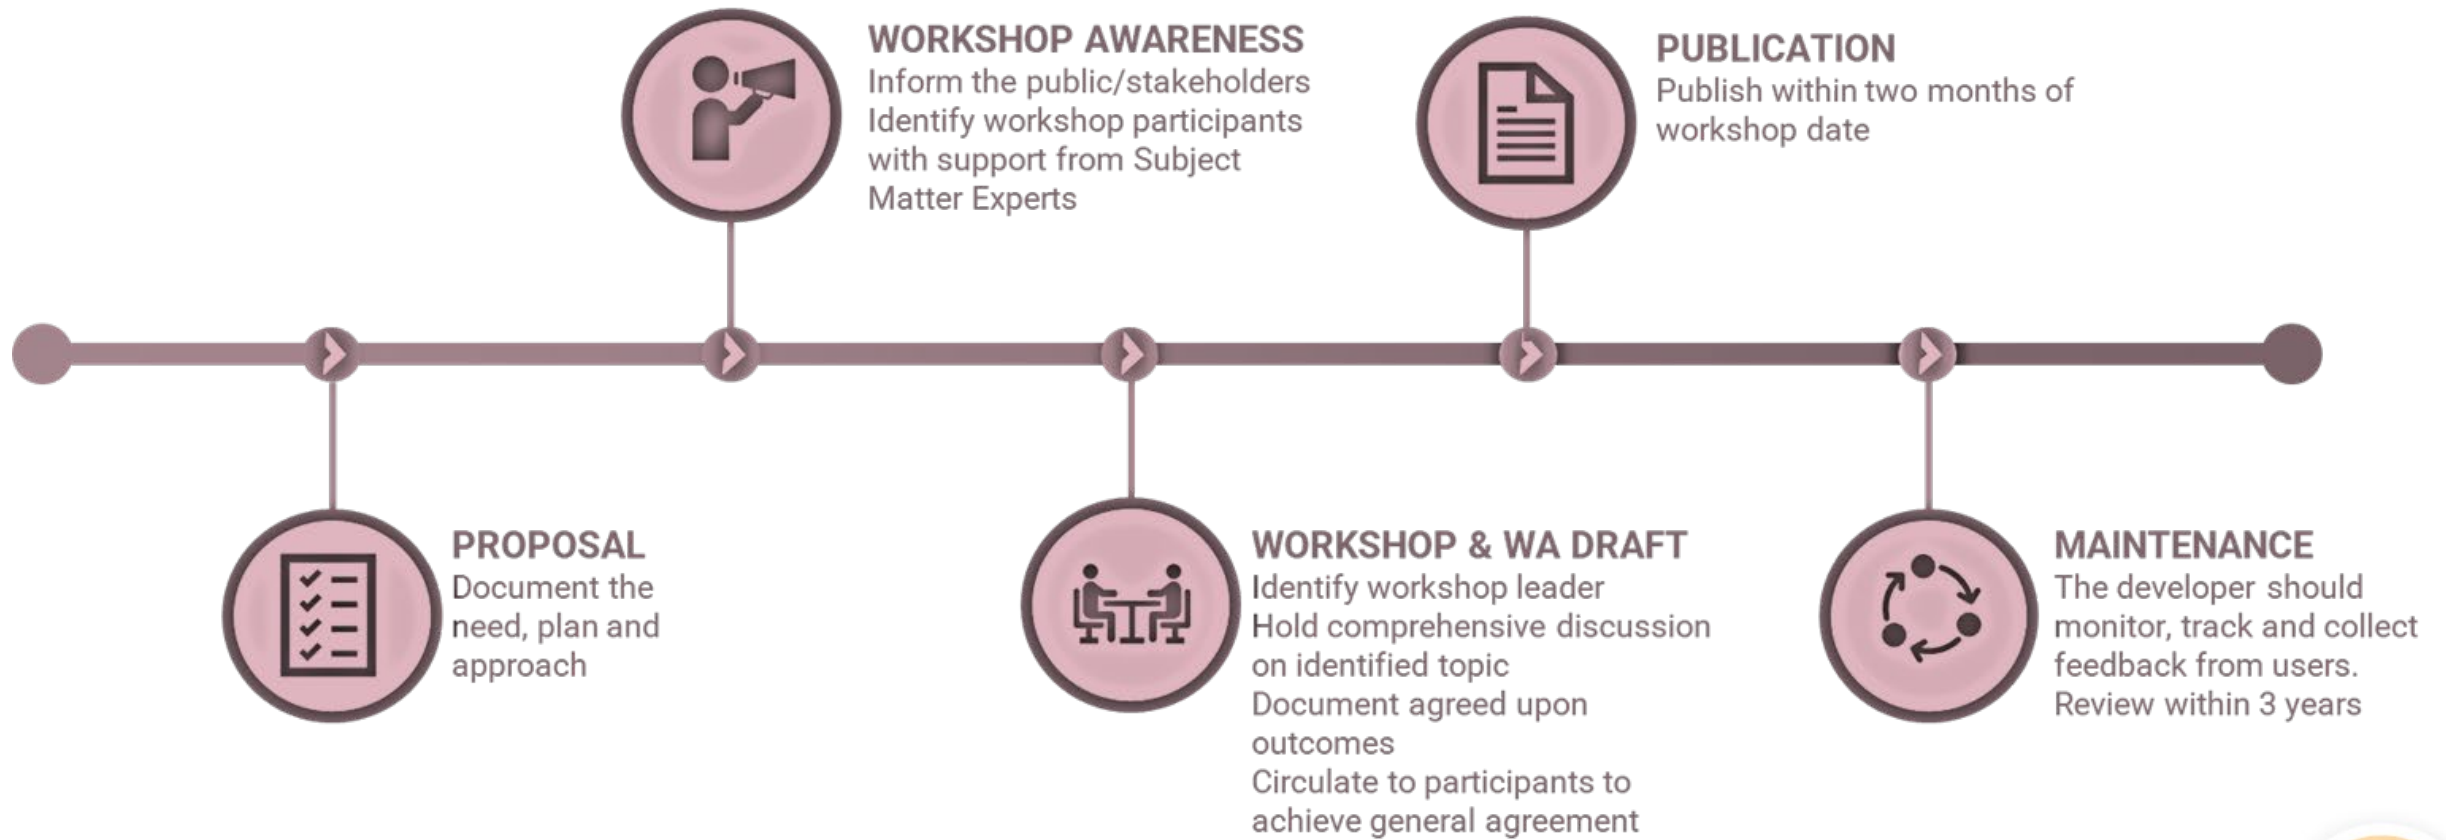 WORKSHOP AWARENESS
Inform the public/stakeholders
Identify workshop participants
with support from Subject
Matter Experts
PUBLICATION
Publish within two months of
workshop date
PROPOSAL
Document the
need, plan and
approach
WORKSHOP & WA DRAFT
Identify workshop leader
Hold comprehensive discussion
on identified topic
Document agreed upon
outcomes
Circulate to participants to
achieve general agreement
MAINTENANCE
The developer should
monitor, track and collect
feedback from users.
Review within 3 years